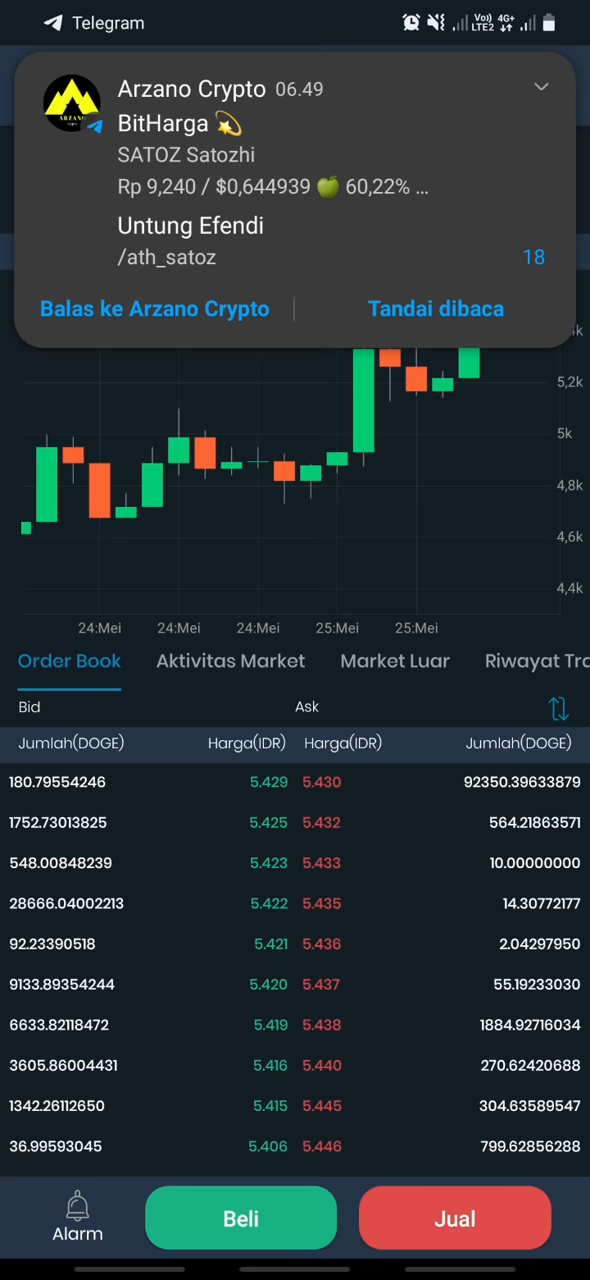 Telegram
Vo))
LTE2
4G+
Arzano Crypto 06.49
ARZANO
BitHarga 💫
SATOZ Satozhi
Rp 9,240 / $0,644939 🍏 60,22% ...
Untung Efendi
/ath_satoz
18
Balas ke Arzano Crypto
Tandai dibaca
5,2k
5k
4,8k
4,6k
4,4k
24:Mei 24:Mei 24:Mei 25:Mei 25:Mei
Order Book Aktivitas Market Market Luar Riwayat Tra
Bid Ask
Jumlah(DOGE) Harga(IDR) Harga(IDR) Jumlah(DOGE)
180.79554246 5.429 5.430 92350.39633879
1752.73013825 5.425 5.432 564.21863571
548.00848239 5.423 5.433 10.00000000
28666.04002213 5.422 5.435 14.30772177
92.23390518 5.421 5.436 2.04297950
9133.89354244 5.420 5.437 55.19233030
6633.82118472 5.419 5.438 1884.92716034
3605.86004431 5.416 5.440 270.62420688
1342.26112650 5.415 5.445 304.63589547
36.99593045 5.406 5.446 799.62856288
Alarm
Beli
Jual